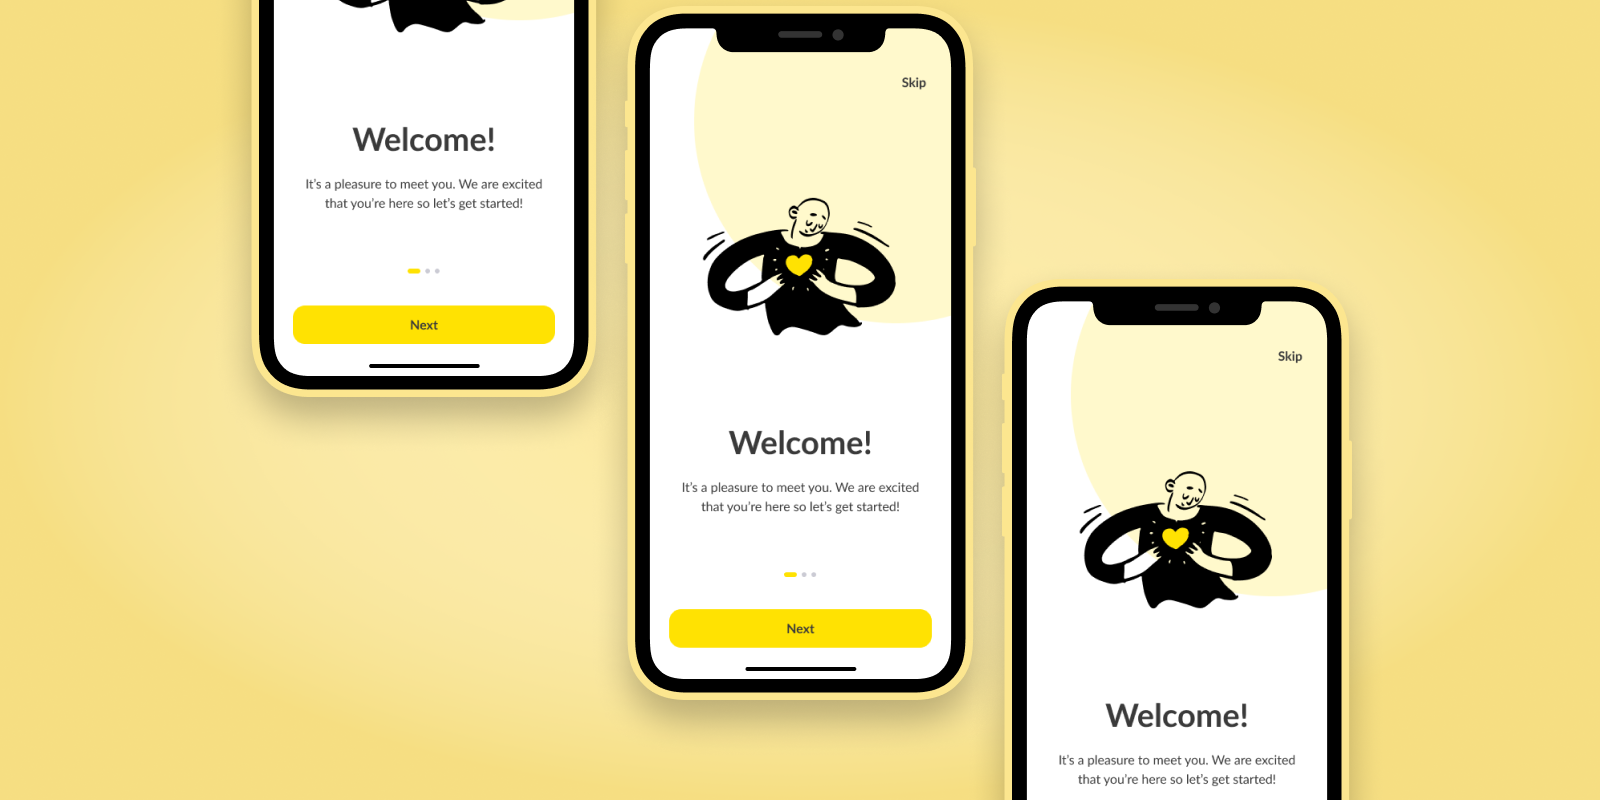 Welcome!
It's a pleasure to meet you. We are excited
that you're here so let's get started!
Next
Skip
Welcome!
It's a pleasure to meet you. We are excited
that you're here so let's get started!
Next
Skip
Welcome!
It's a pleasure to meet you. We are excited
that you're here so let's get started!